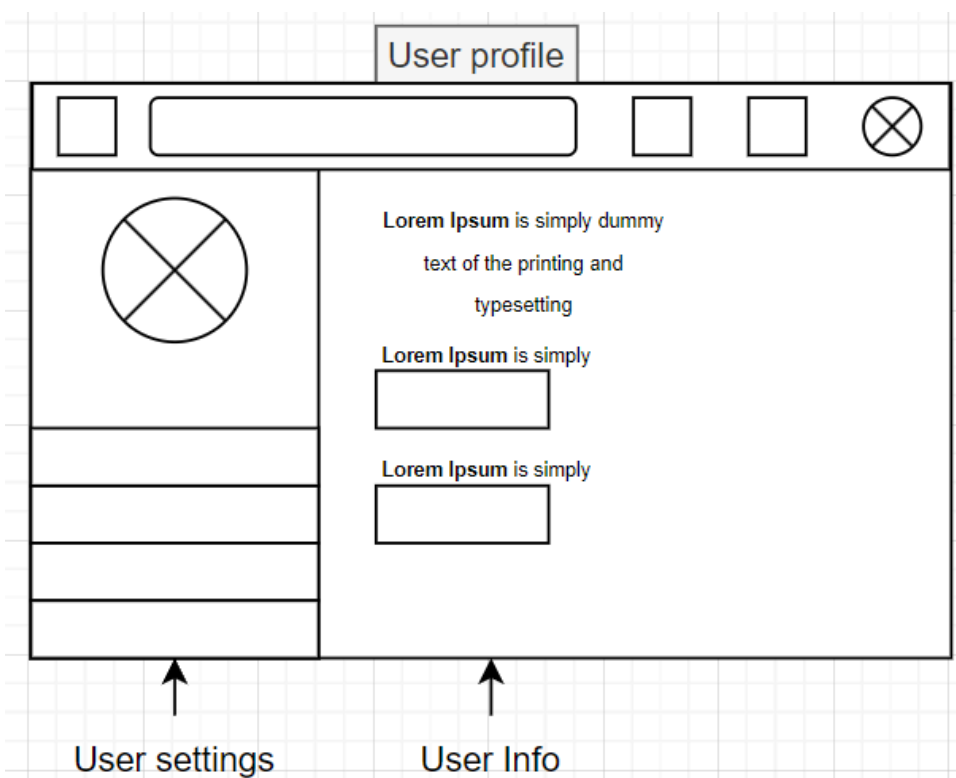 User profile
Lorem Ipsum is simply dummy
text of the printing and
typesetting
Lorem Ipsum is simply
Lorem Ipsum is simply
User settings
User Info